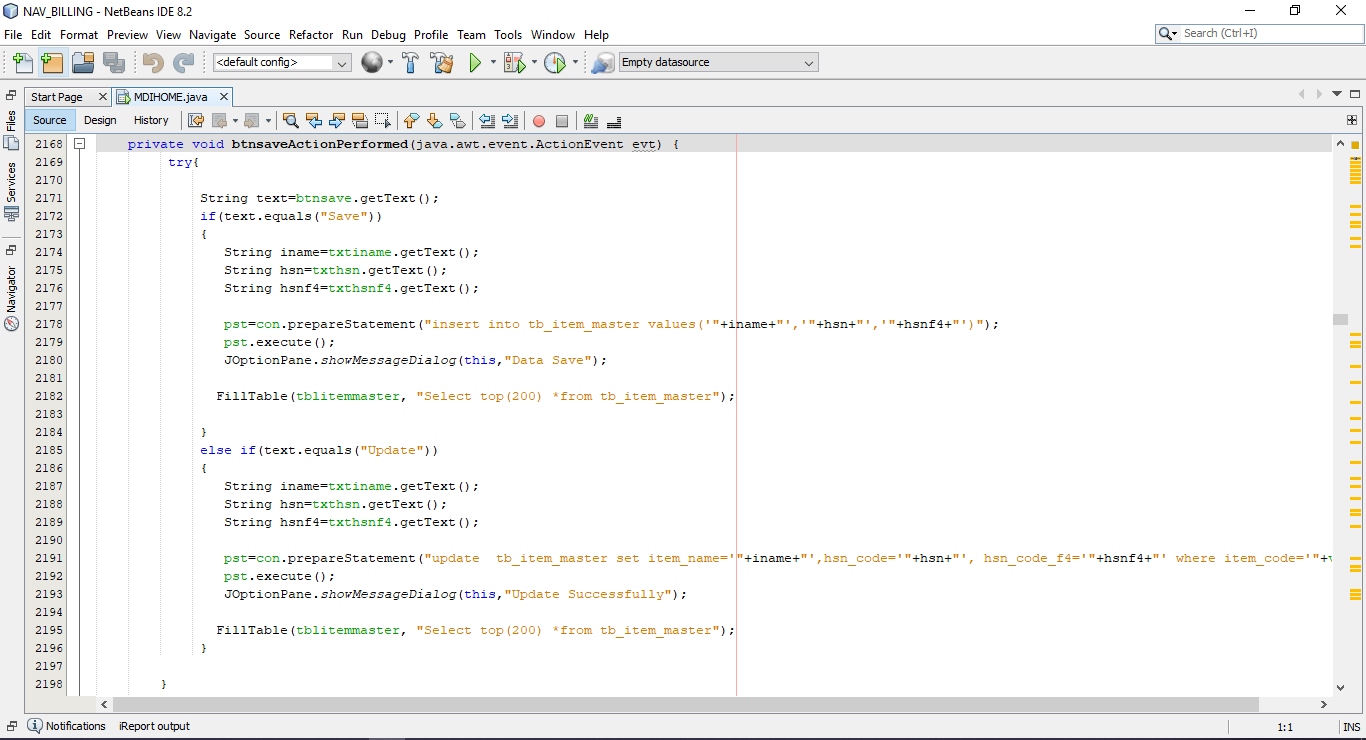 NAV_BILLING - NetBeans IDE 8.2
File Edit Format Preview View Navigate Source Refactor Run Debug Profile Team Tools Window Help
Search (Ctrl+I)
<default config>
Empty datasource
Start Page
MDIHOME.java
Source Design History
Files
Services
Navigator
2168 private void btnsaveActionPerformed(java.awt.event.ActionEvent evt) {
2169 try{
2170
2171 String text=btnsave.getText();
2172 if(text.equals("Save"))
2173 {
2174 String iname=txtiname.getText();
2175 String hsn=txthsn.getText();
2176 String hsnf4=txthsnf4.getText();
2177
2178 pst=con.prepareStatement("insert into tb_item_master values('"+iname+"','"+hsn+"','"+hsnf4+"')");
2179 pst.execute();
2180 JOptionPane.showMessageDialog(this,"Data Save");
2181
2182 FillTable(tblitemmaster, "Select top(200) *from tb_item_master");
2183
2184 }
2185 else if(text.equals("Update"))
2186 {
2187 String iname=txtiname.getText();
2188 String hsn=txthsn.getText();
2189 String hsnf4=txthsnf4.getText();
2190
2191 pst=con.prepareStatement("update  tb_item_master set item_name='"+iname+"',hsn_code='"+hsn+"', hsn_code_f4='"+hsnf4+"' where item_code='"+
2192 pst.execute();
2193 JOptionPane.showMessageDialog(this,"Update Successfully");
2194
2195 FillTable(tblitemmaster, "Select top(200) *from tb_item_master");
2196 }
2197
2198 }
Notifications iReport output
1:1 INS